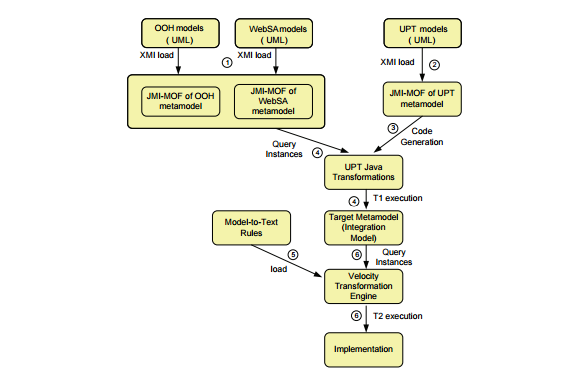 OOH models
( UML)
WebSA models
( UML)
UPT models
( UML)
XMI load
1
XMI load
XMI load
2
JMI-MOF of OOH
metamodel
JMI-MOF of
WebSA
metamodel
JMI-MOF of UPT
metamodel
Query
Instances
4
3
Code
Generation
UPT Java
Transformations
4
T1 execution
Model-to-Text
Rules
Target Metamodel
(Integration
Model)
5
load
6
Query
Instances
Velocity
Transformation
Engine
6
T2 execution
Implementation